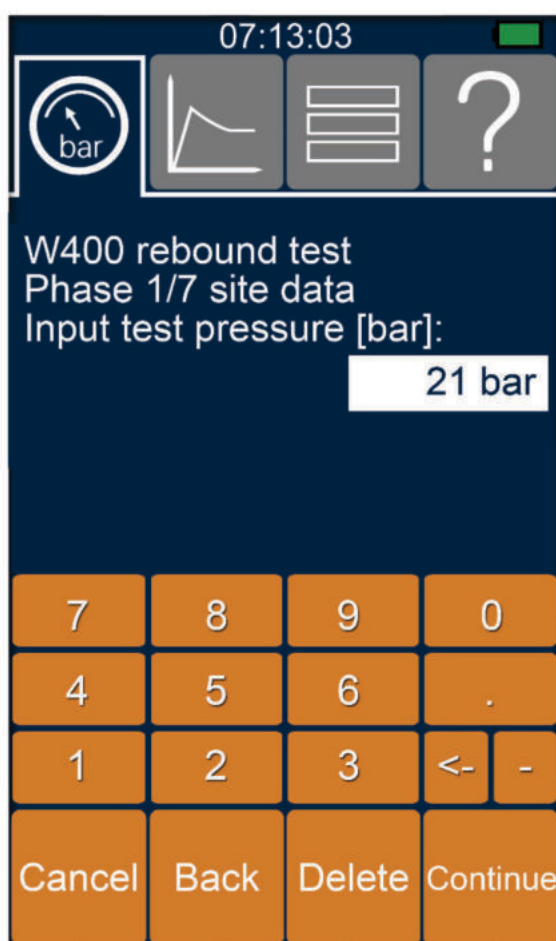 07:13:03
bar
?
W400 rebound test
Phase 1/7 site data
Input test pressure [bar]:
21 bar
7 8 9 0
4 5 6 .
1 2 3 <- -
Cancel Back Delete Continue